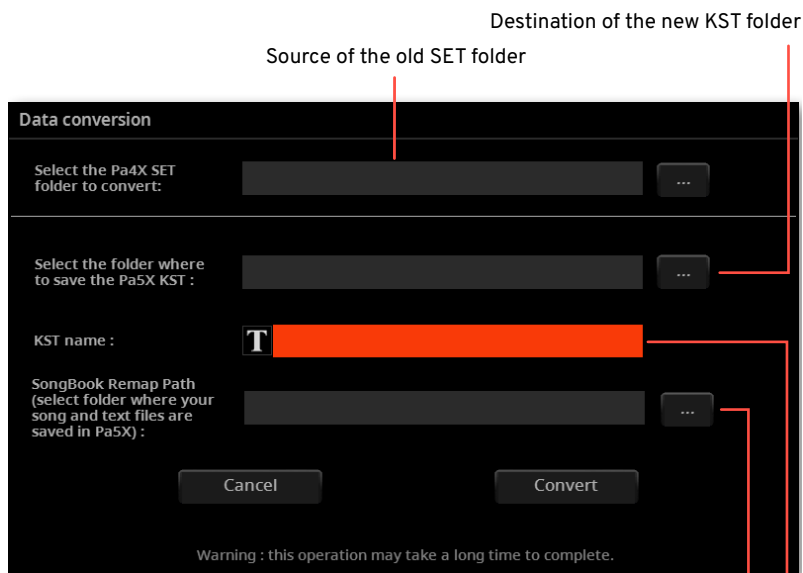 Destination of the new KST folder
Source of the old SET folder
Data conversion
Select the Pa4X SET
folder to convert:
...
Select the folder where
to save the Pa5X KST :
...
KST name :
T
SongBook Remap Path
(select folder where your
song and text files are
saved in Pa5X) :
...
Cancel
Convert
Warning : this operation may take a long time to complete.